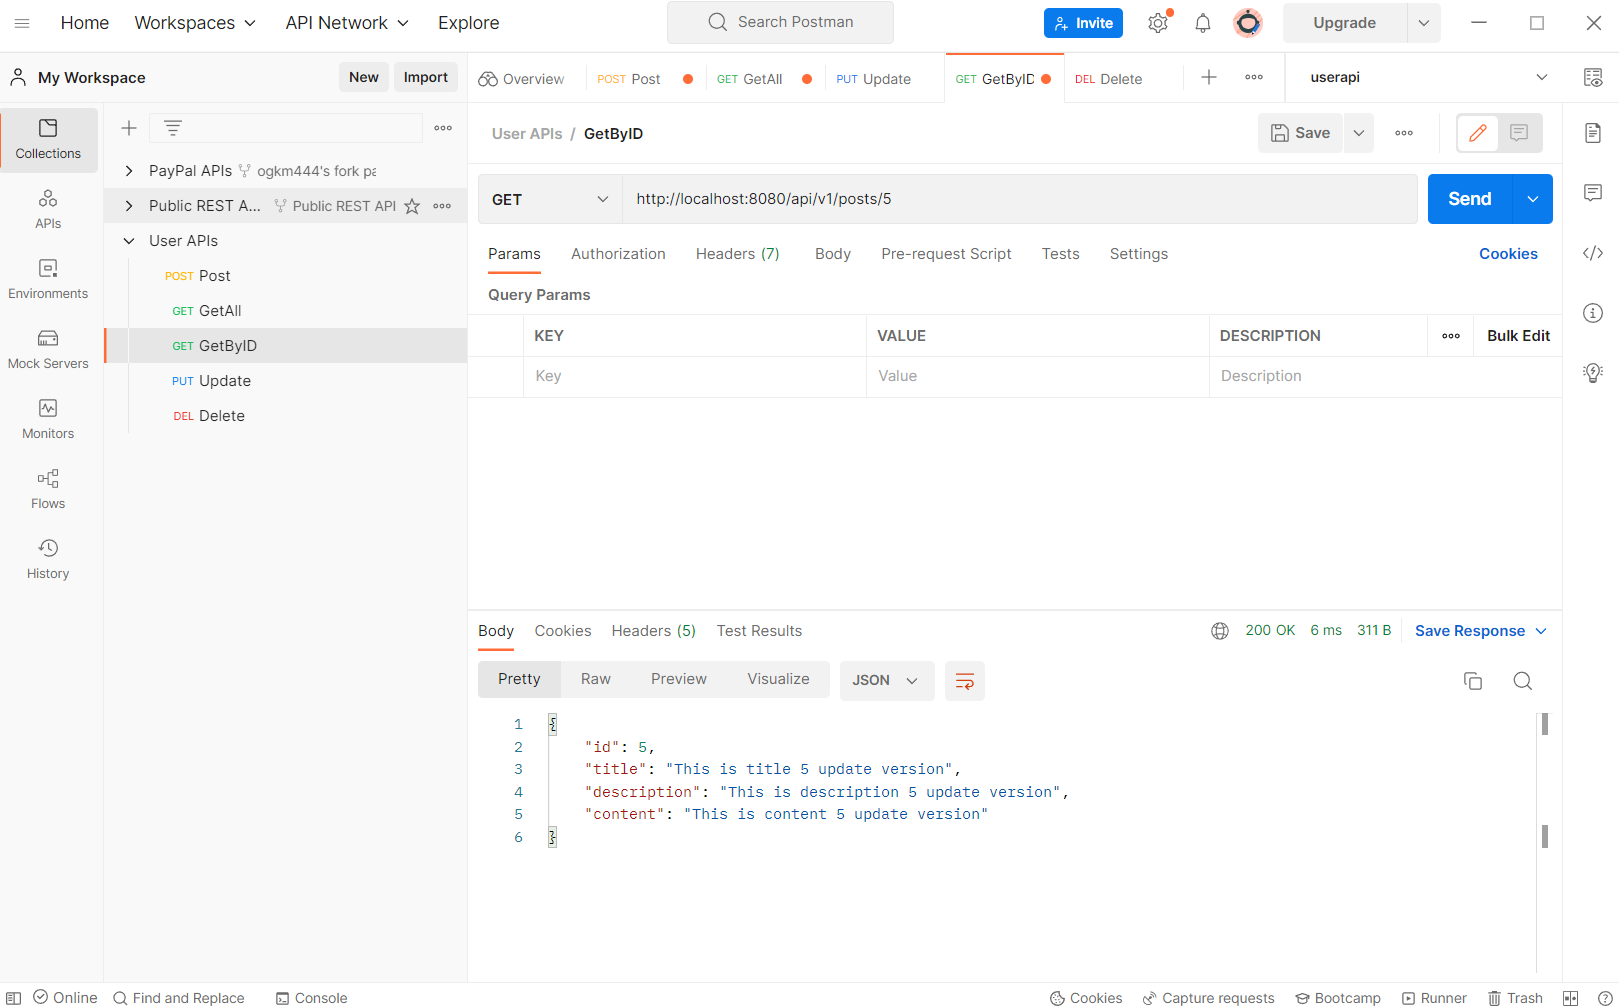 Home Workspaces API Network Explore Search Postman Invite Upgrade
My Workspace New Import Overview POST Post GET GetAll PUT Update GET GetByID DEL Delete userapi
Collections
APIs
Environments
Mock Servers
Monitors
Flows
History
PayPal APIs ogkm444's fork pa
Public REST A... Public REST API
User APIs
POST Post
GET GetAll
GET GetByID
PUT Update
DEL Delete
User APIs / GetByID Save
GET http://localhost:8080/api/v1/posts/5 Send
Params Authorization Headers (7) Body Pre-request Script Tests Settings Cookies
Query Params
KEY VALUE DESCRIPTION Bulk Edit
Key Value Description
Body Cookies Headers (5) Test Results 200 OK 6 ms 311 B Save Response
Pretty Raw Preview Visualize JSON
1 {
2 "id": 5,
3 "title": "This is title 5 update version",
4 "description": "This is description 5 update version",
5 "content": "This is content 5 update version"
6 }
Online Find and Replace Console Cookies Capture requests Bootcamp Runner Trash